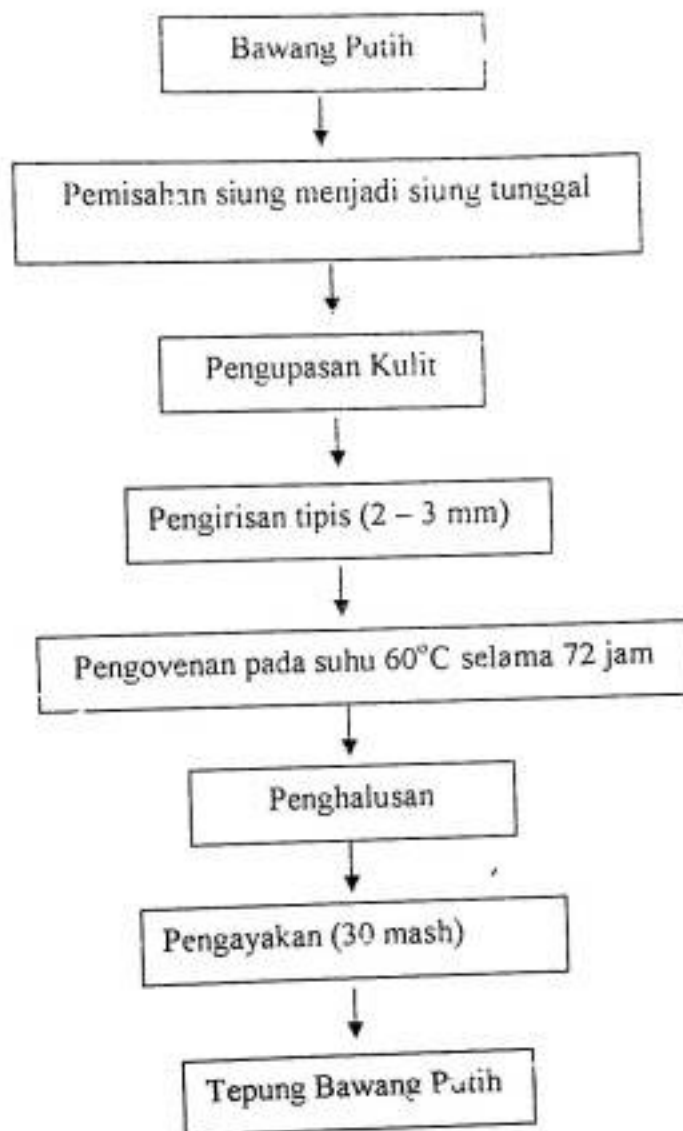 Bawang Putih
Pemisahan siung menjadi siung tunggal
Pengupasan Kulit
Pengirisan tipis (2 – 3 mm)
Pengovenan pada suhu 60°C selama 72 jam
Penghalusan
Pengayakan (30 mash)
Tepung Bawang Putih